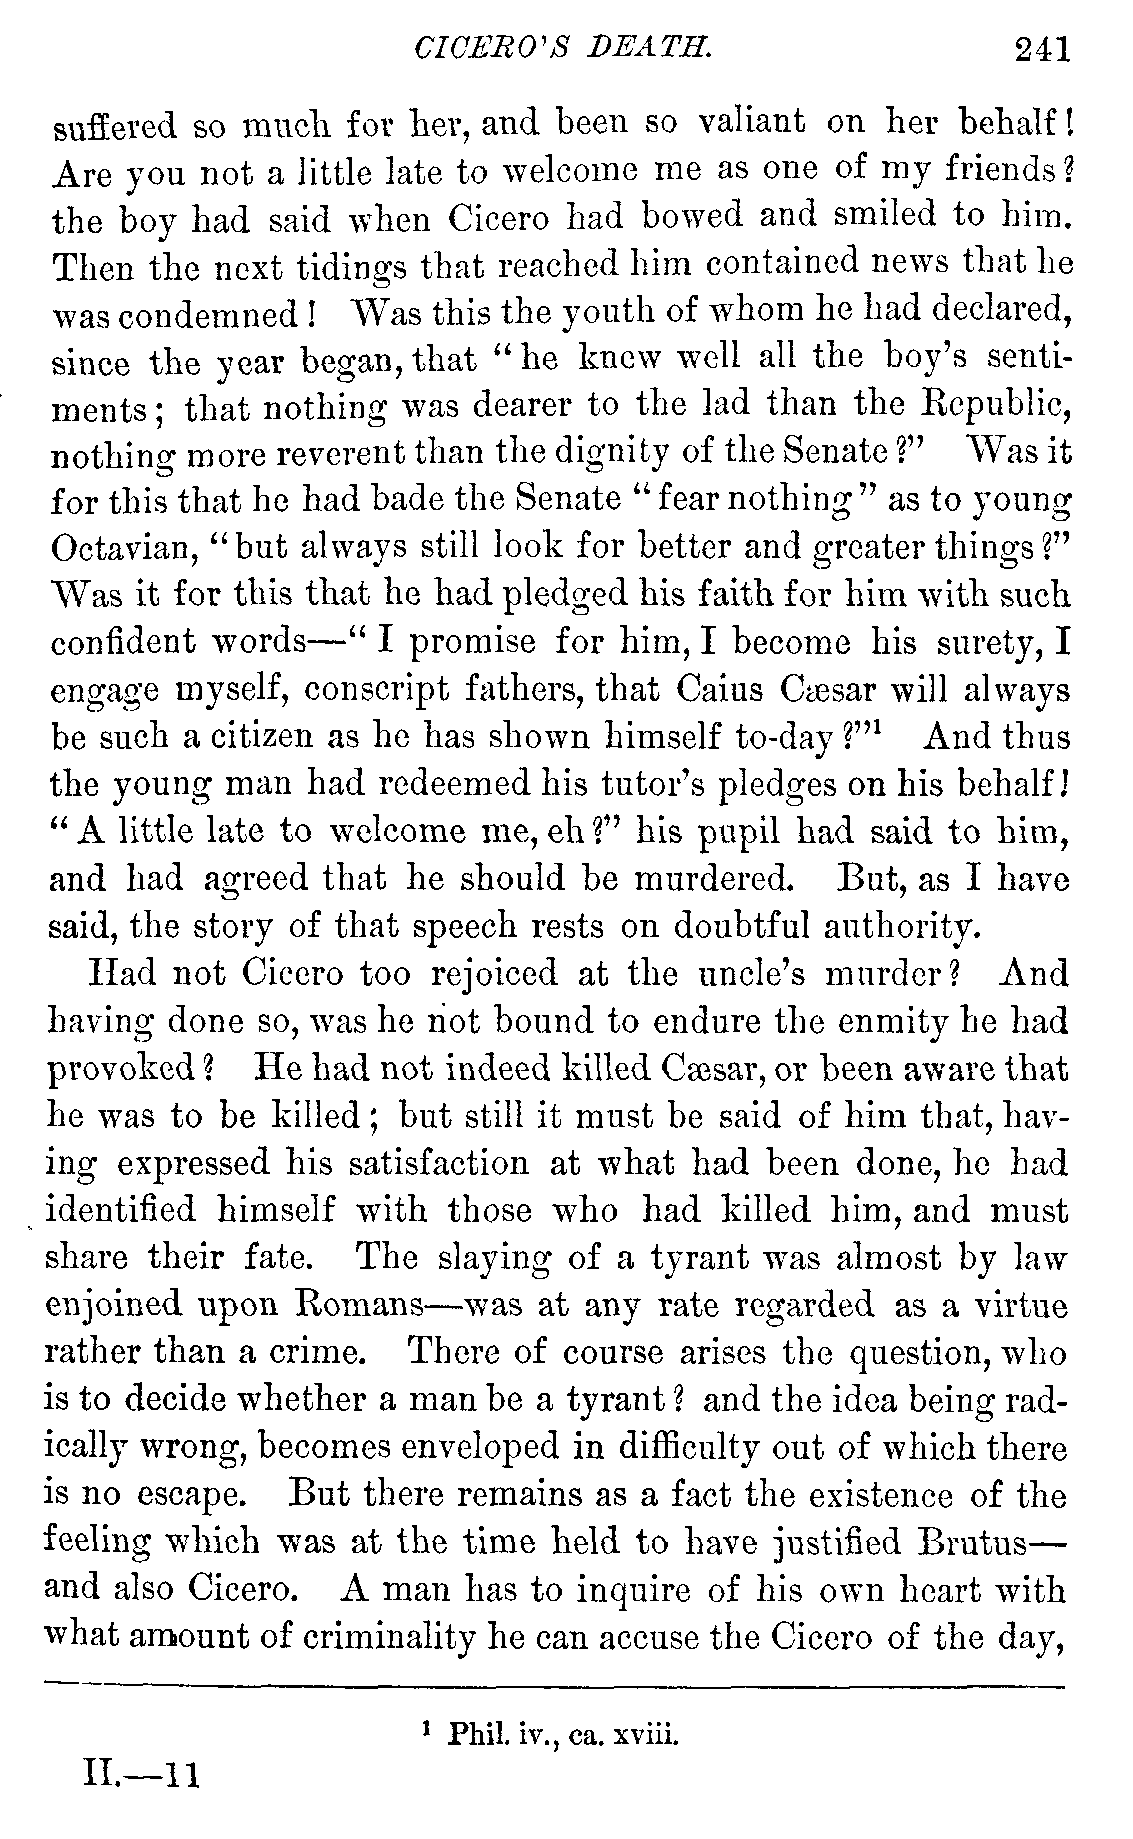 CICERO'S DEATH. 241
suffered so much for her, and been so valiant on her behalf!
Are you not a little late to welcome me as one of my friends?
the boy had said when Cicero had bowed and smiled to him.
Then the next tidings that reached him contained news that he
was condemned! Was this the youth of whom he had declared,
since the year began, that "he knew well all the boy's senti-
ments; that nothing was dearer to the lad than the Republic,
nothing more reverent than the dignity of the Senate?" Was it
for this that he had bade the Senate "fear nothing" as to young
Octavian, "but always still look for better and greater things?"
Was it for this that he had pledged his faith for him with such
confident words—"I promise for him, I become his surety, I
engage myself, conscript fathers, that Caius Cæsar will always
be such a citizen as he has shown himself to-day?"¹ And thus
the young man had redeemed his tutor's pledges on his behalf!
"A little late to welcome me, eh?" his pupil had said to him,
and had agreed that he should be murdered. But, as I have
said, the story of that speech rests on doubtful authority.
Had not Cicero too rejoiced at the uncle's murder? And
having done so, was he not bound to endure the enmity he had
provoked? He had not indeed killed Cæsar, or been aware that
he was to be killed; but still it must be said of him that, hav-
ing expressed his satisfaction at what had been done, he had
identified himself with those who had killed him, and must
share their fate. The slaying of a tyrant was almost by law
enjoined upon Romans—was at any rate regarded as a virtue
rather than a crime. There of course arises the question, who
is to decide whether a man be a tyrant? and the idea being rad-
ically wrong, becomes enveloped in difficulty out of which there
is no escape. But there remains as a fact the existence of the
feeling which was at the time held to have justified Brutus—
and also Cicero. A man has to inquire of his own heart with
what amount of criminality he can accuse the Cicero of the day,
¹ Phil. iv., ca. xviii.
II.—11